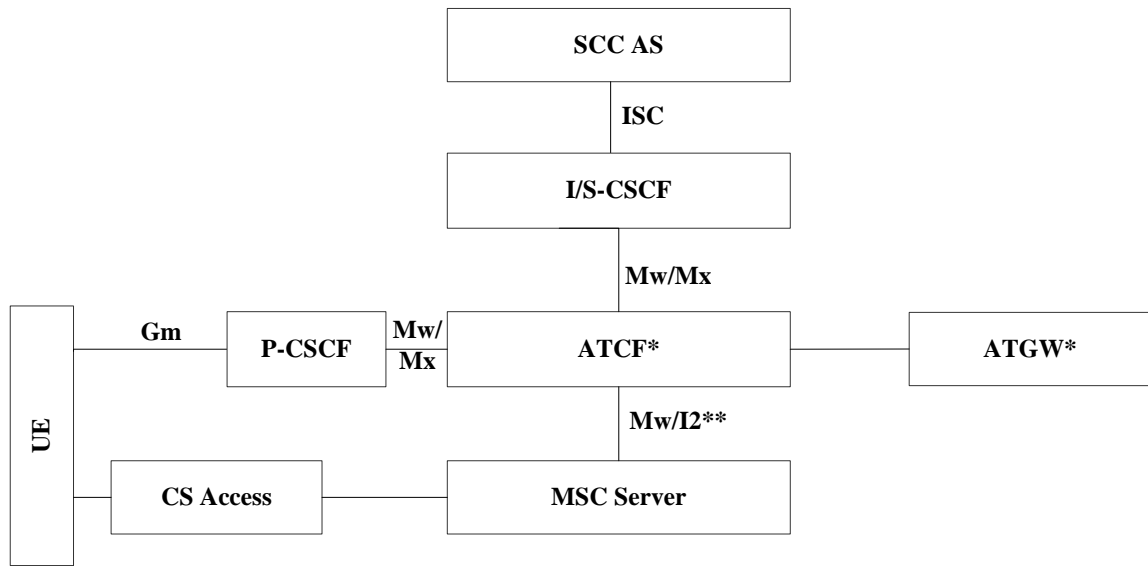 SCC AS
ISC
I/S-CSCF
Mw/Mx
Gm
P-CSCF
Mw/
Mx
ATCF*
ATGW*
UE
Mw/I2**
CS Access
MSC Server